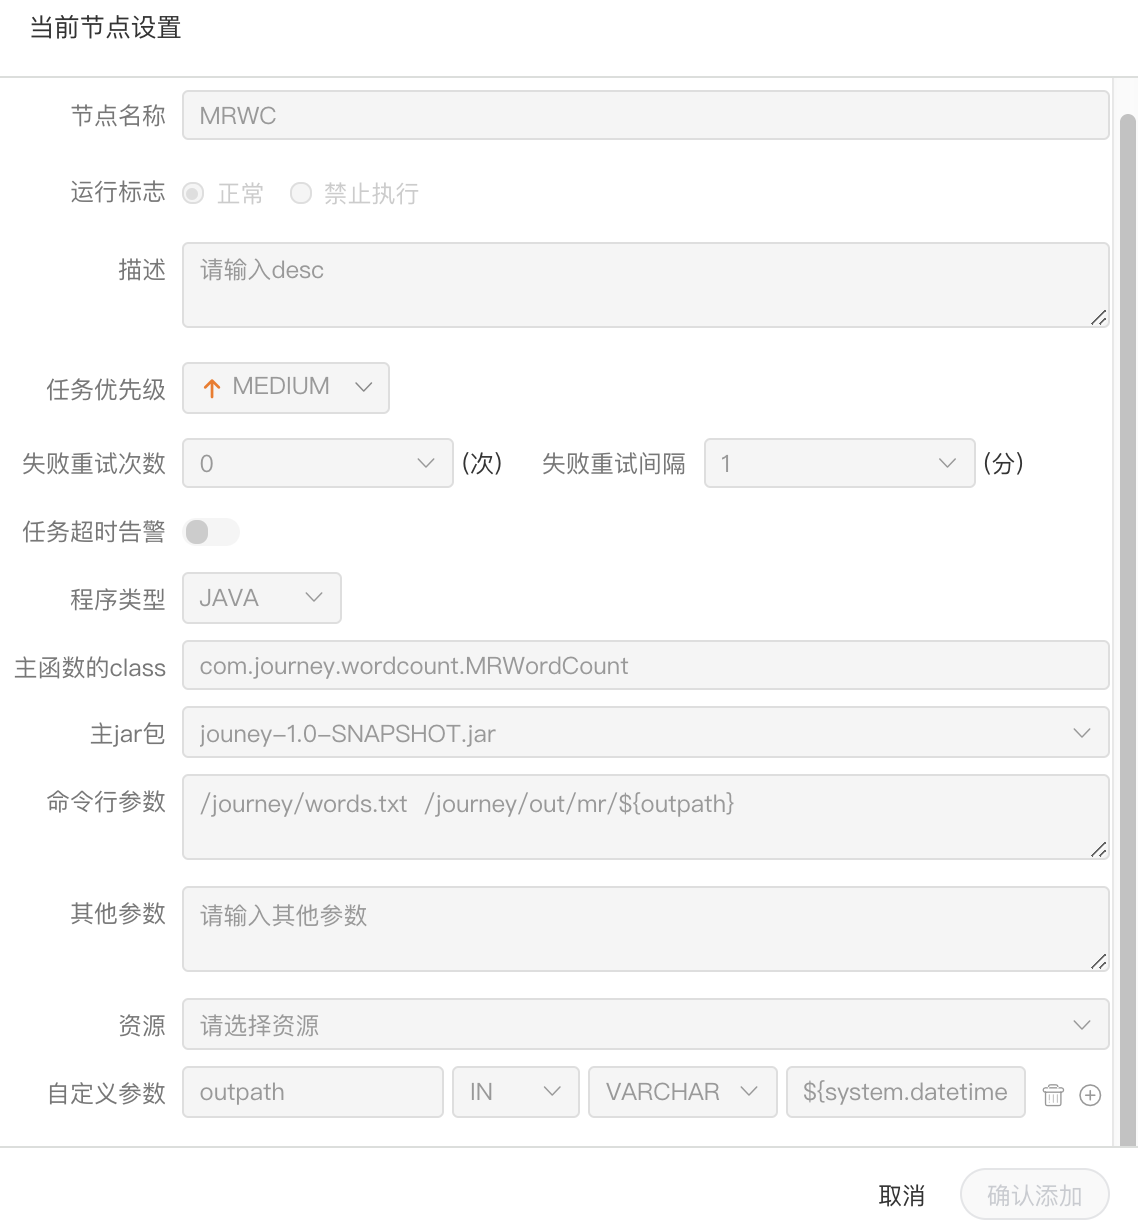 当前节点设置
节点名称 MRWC
运行标志 正常 禁止执行
描述 请输入desc
任务优先级 MEDIUM
失败重试次数 0 (次) 失败重试间隔 1 (分)
任务超时告警
程序类型 JAVA
主函数的class com.journey.wordcount.MRWordCount
主jar包 jouney-1.0-SNAPSHOT.jar
命令行参数 /journey/words.txt /journey/out/mr/${outpath}
其他参数 请输入其他参数
资源 请选择资源
自定义参数 outpath IN VARCHAR ${system.datetime
取消 确认添加